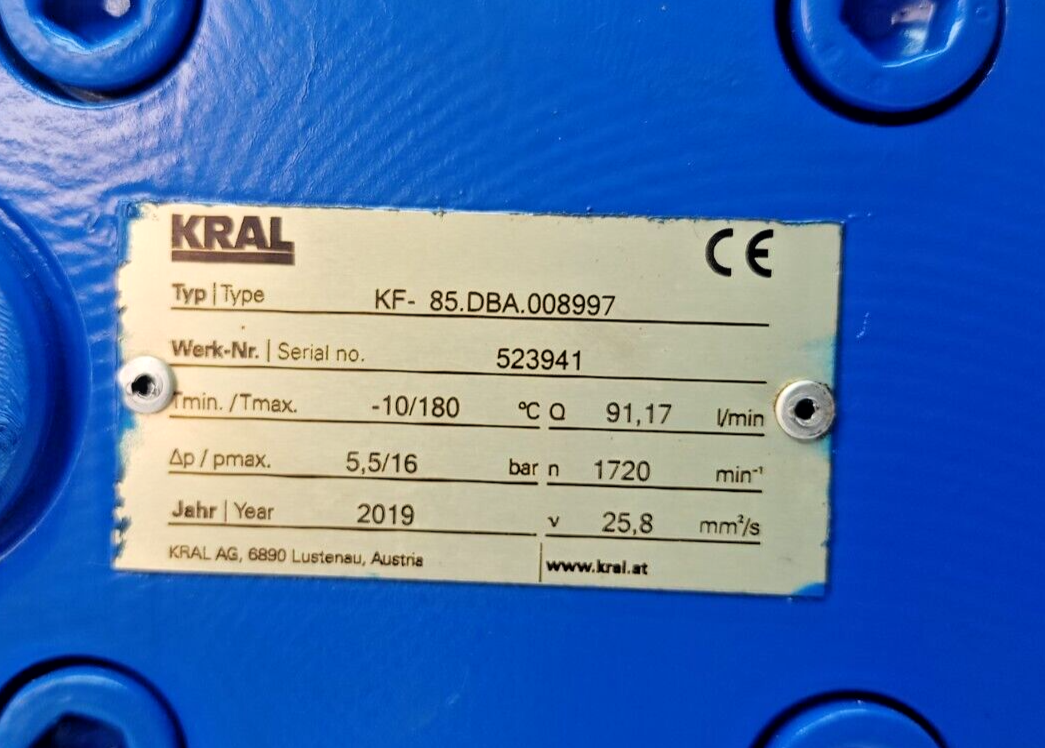 KRAL CE
Typ | Type KF- 85.DBA.008997
Werk-Nr. | Serial no. 523941
Tmin. /Tmax. -10/180 °C Q 91,17 l/min
Δp / pmax. 5,5/16 bar n 1720 min⁻¹
Jahr | Year 2019 ν 25,8 mm²/s
KRAL AG, 6890 Lustenau, Austria www.kral.at